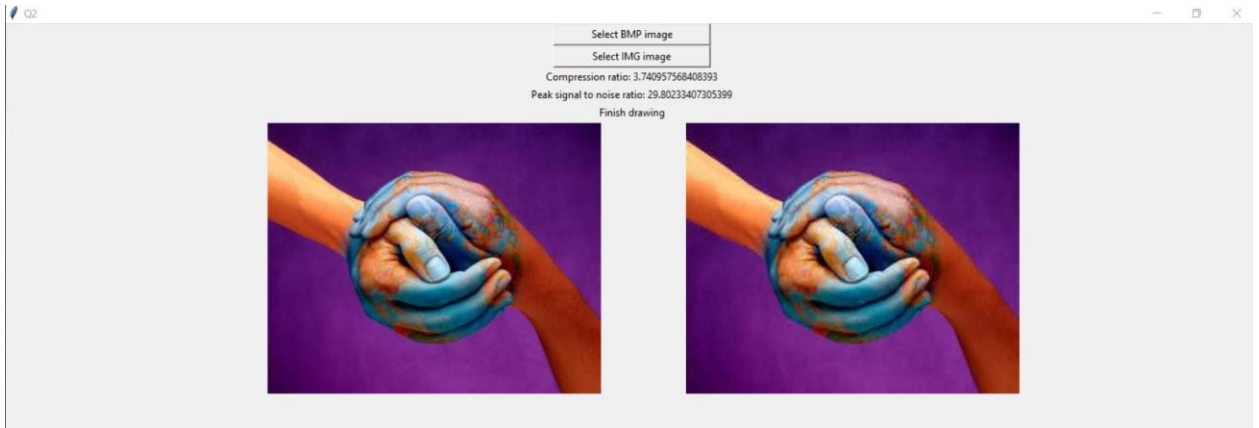 Q2
Select BMP image
Select IMG image
Compression ratio: 3.740957568408393
Peak signal to noise ratio: 29.80233407305399
Finish drawing